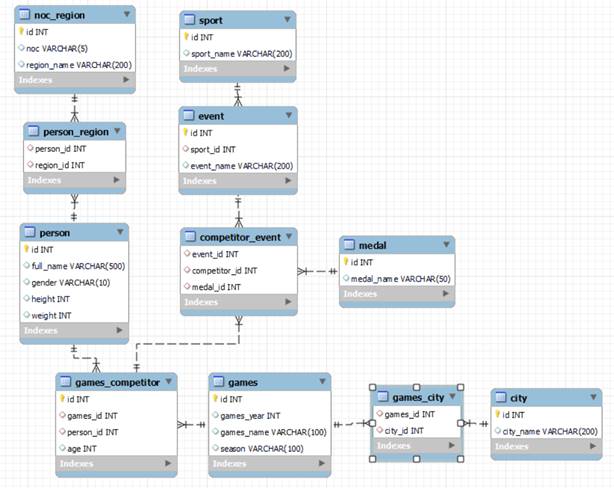 noc_region
id INT
noc VARCHAR(5)
region_name VARCHAR(200)
Indexes
sport
id INT
sport_name VARCHAR(200)
Indexes
person_region
person_id INT
region_id INT
Indexes
event
id INT
sport_id INT
event_name VARCHAR(200)
Indexes
person
id INT
full_name VARCHAR(500)
gender VARCHAR(10)
height INT
weight INT
Indexes
competitor_event
event_id INT
competitor_id INT
medal_id INT
Indexes
medal
id INT
medal_name VARCHAR(50)
Indexes
games_competitor
id INT
games_id INT
person_id INT
age INT
Indexes
games
id INT
games_year INT
games_name VARCHAR(100)
season VARCHAR(100)
Indexes
games_city
games_id INT
city_id INT
Indexes
city
id INT
city_name VARCHAR(200)
Indexes